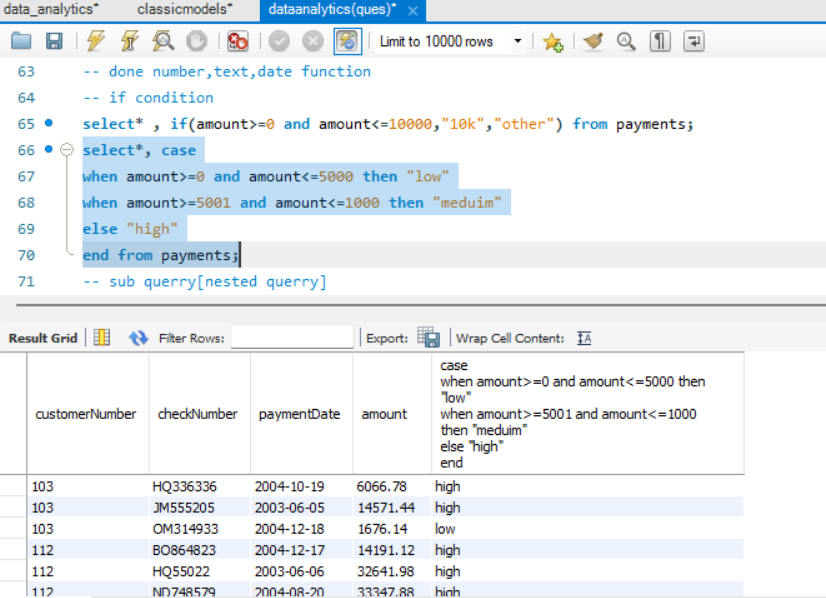 data_analytics* classicmodels* dataanalytics(ques)*
Limit to 10000 rows
63 -- done number,text,date function
64 -- if condition
65 select* , if(amount>=0 and amount<=10000,"10k","other") from payments;
66 select*, case
67 when amount>=0 and amount<=5000 then "low"
68 when amount>=5001 and amount<=1000 then "meduim"
69 else "high"
70 end from payments;
71 -- sub querry[nested querry]
Result Grid Filter Rows: Export: Wrap Cell Content: IA
customerNumber checkNumber paymentDate amount
case
when amount>=0 and amount<=5000 then
"low"
when amount>=5001 and amount<=1000
then "meduim"
else "high"
end
103 HQ336336 2004-10-19 6066.78 high
103 JM555205 2003-06-05 14571.44 high
103 OM314933 2004-12-18 1676.14 low
112 BO864823 2004-12-17 14191.12 high
112 HQ55022 2003-06-06 32641.98 high
112 ND748579 2004-08-20 33347.88 high